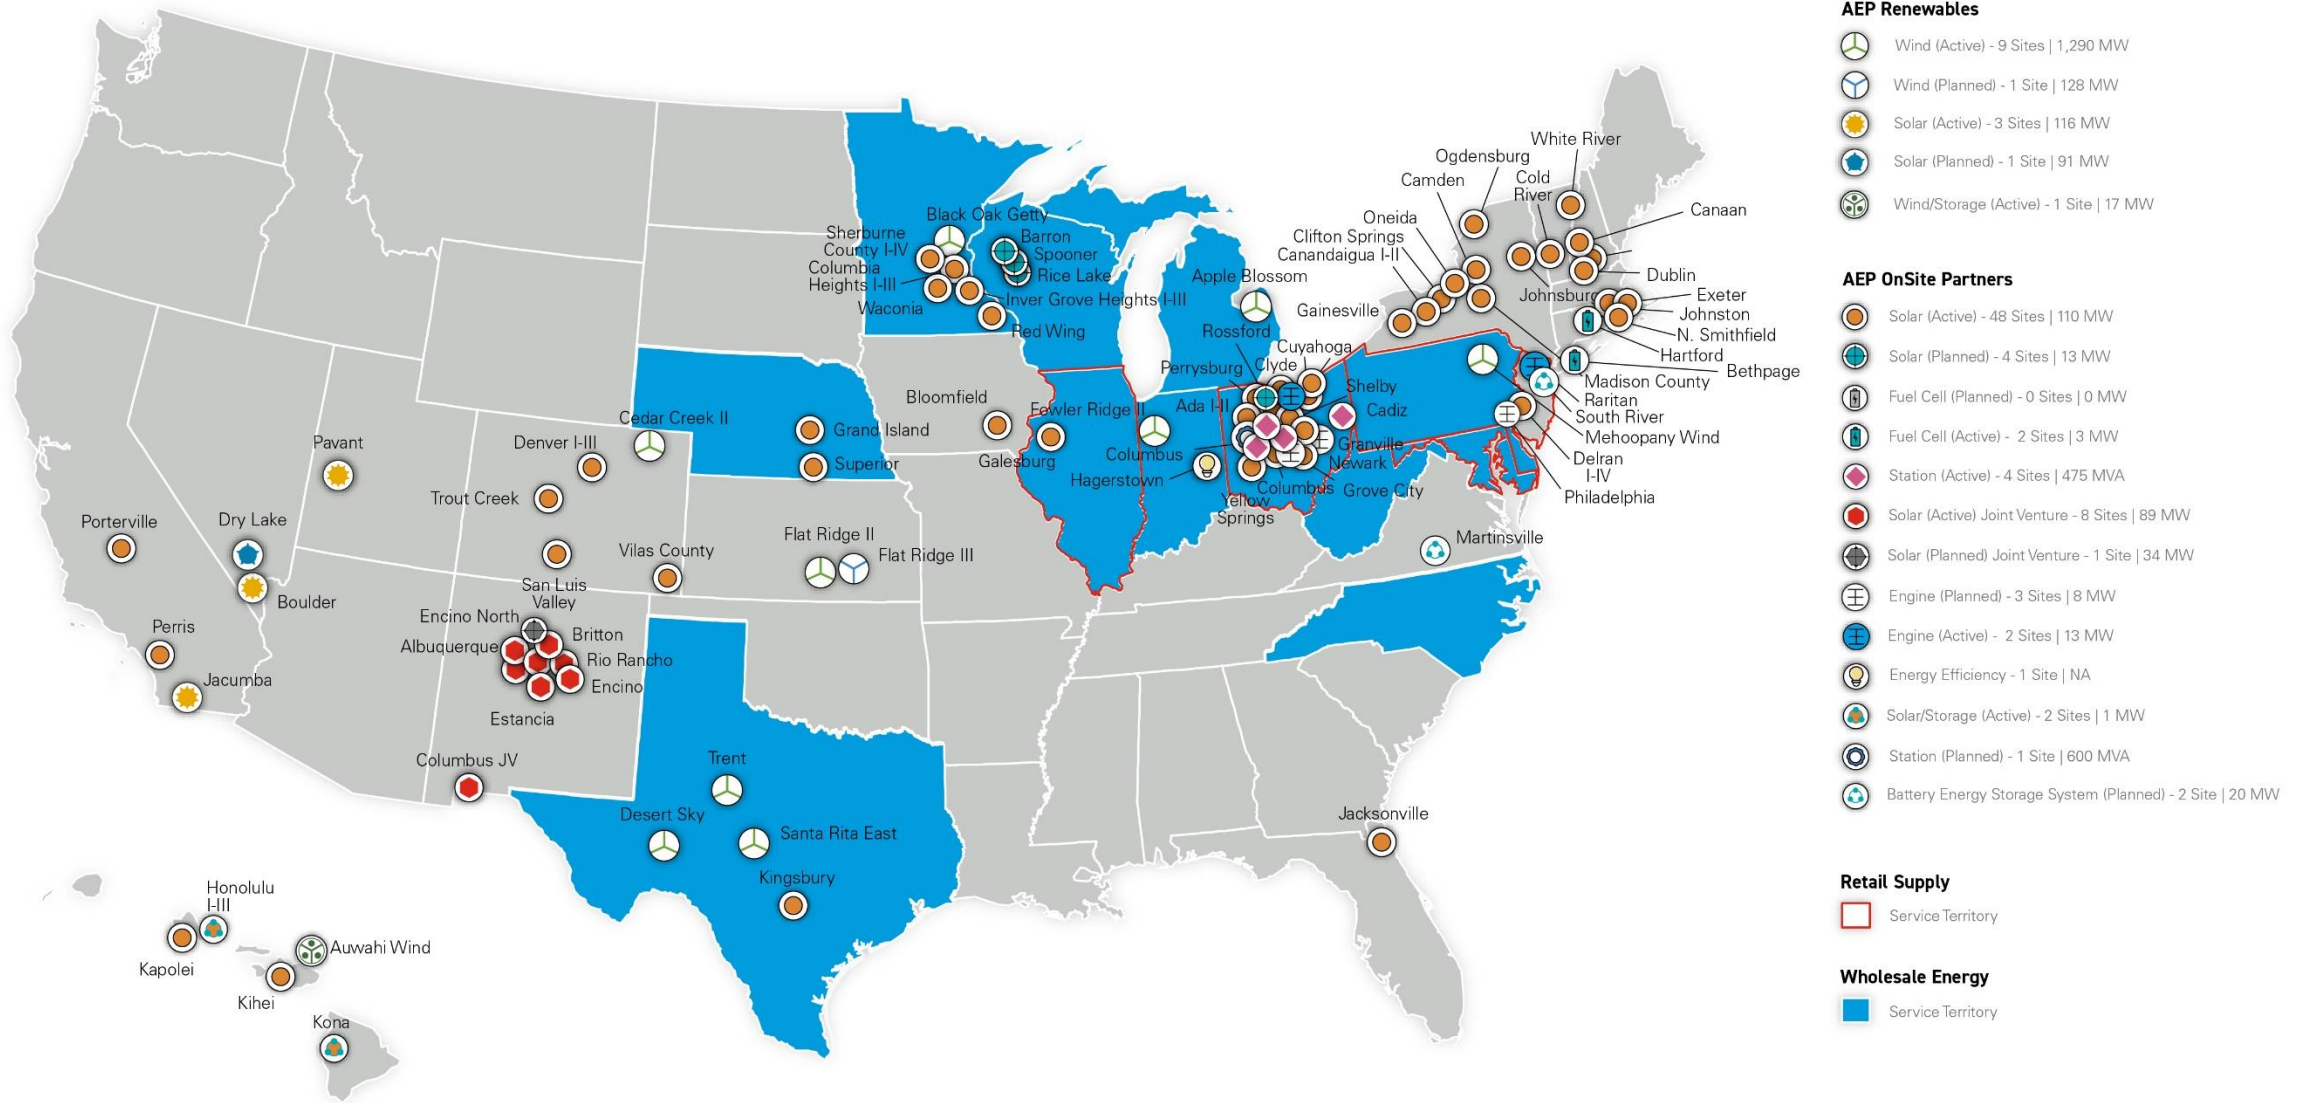 AEP Renewables
Wind (Active) - 9 Sites | 1,290 MW
Wind (Planned) - 1 Site | 128 MW
Solar (Active) - 3 Sites | 116 MW
Solar (Planned) - 1 Site | 91 MW
Wind/Storage (Active) - 1 Site | 17 MW
AEP OnSite Partners
Solar (Active) - 48 Sites | 110 MW
Solar (Planned) - 4 Sites | 13 MW
Fuel Cell (Planned) - 0 Sites | 0 MW
Fuel Cell (Active) - 2 Sites | 3 MW
Station (Active) - 4 Sites | 475 MVA
Solar (Active) Joint Venture - 8 Sites | 89 MW
Solar (Planned) Joint Venture - 1 Site | 34 MW
Engine (Planned) - 3 Sites | 8 MW
Engine (Active) - 2 Sites | 13 MW
Energy Efficiency - 1 Site | NA
Solar/Storage (Active) - 2 Sites | 1 MW
Station (Planned) - 1 Site | 600 MVA
Battery Energy Storage System (Planned) - 2 Site | 20 MW
Retail Supply
Service Territory
Wholesale Energy
Service Territory
White River
Ogdensburg
Camden
Cold
River
Canaan
Oneida
Clifton Springs
Canandaigua I-II
Gainesville
Dublin
Johnsburg
Exeter
Johnston
N. Smithfield
Hartford
Bethpage
Madison County
Raritan
South River
Mehoopany Wind
Delran
I-IV
Philadelphia
Black Oak Getty
Sherburne
County I-IV
Columbia
Heights I-III
Waconia
Barron
Spooner
Rice Lake
Inver Grove Heights I-III
Red Wing
Apple Blossom
Rossford
Cuyahoga
Perrysburg
Clyde
Shelby
Ada I-II
Cadiz
Columbus
Granville
Newark
Hagerstown
Columbus
Grove City
Yellow
Springs
Bloomfield
Fowler Ridge II
Galesburg
Cedar Creek II
Grand Island
Superior
Pavant
Denver I-III
Trout Creek
Porterville
Dry Lake
Boulder
San Luis
Valley
Vilas County
Flat Ridge II
Flat Ridge III
Martinsville
Perris
Jacumba
Encino North
Albuquerque
Britton
Rio Rancho
Encino
Estancia
Columbus JV
Trent
Desert Sky
Santa Rita East
Kingsbury
Jacksonville
Honolulu
I-III
Kapolei
Auwahi Wind
Kihei
Kona